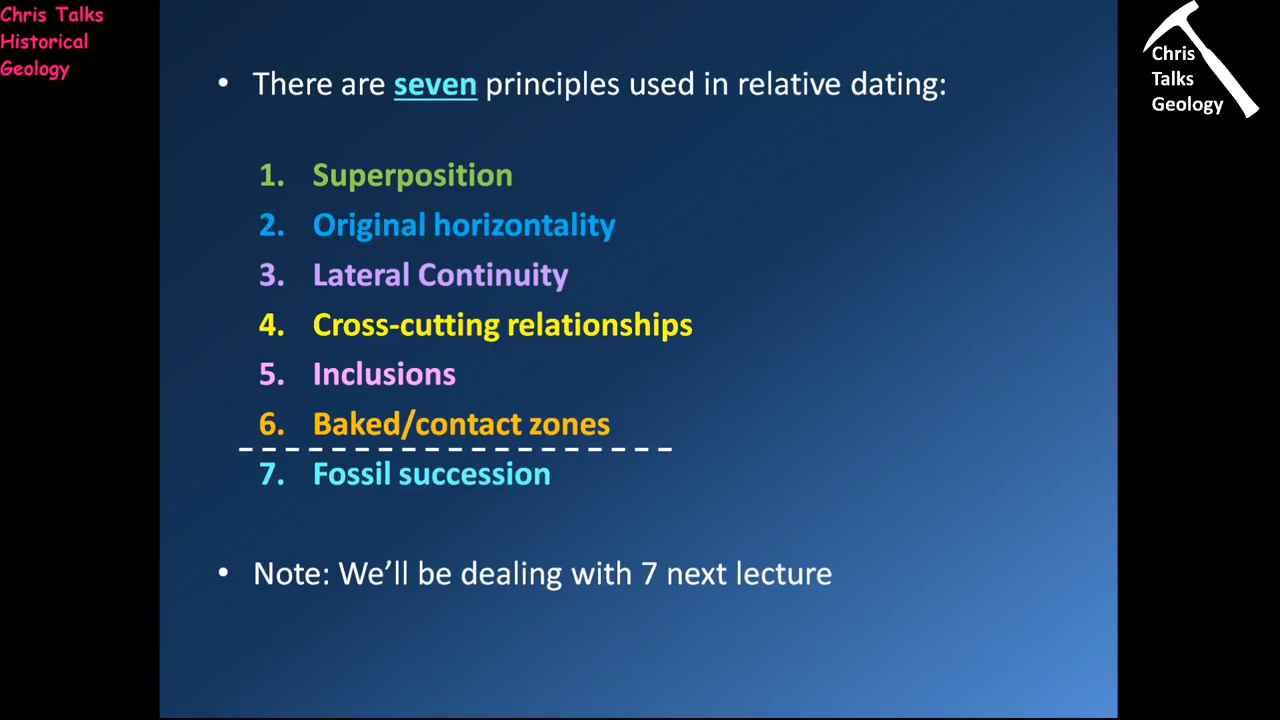 Chris Talks
Historical
Geology
Chris
Talks
Geology
• There are seven principles used in relative dating:
1. Superposition
2. Original horizontality
3. Lateral Continuity
4. Cross-cutting relationships
5. Inclusions
6. Baked/contact zones
7. Fossil succession
• Note: We’ll be dealing with 7 next lecture